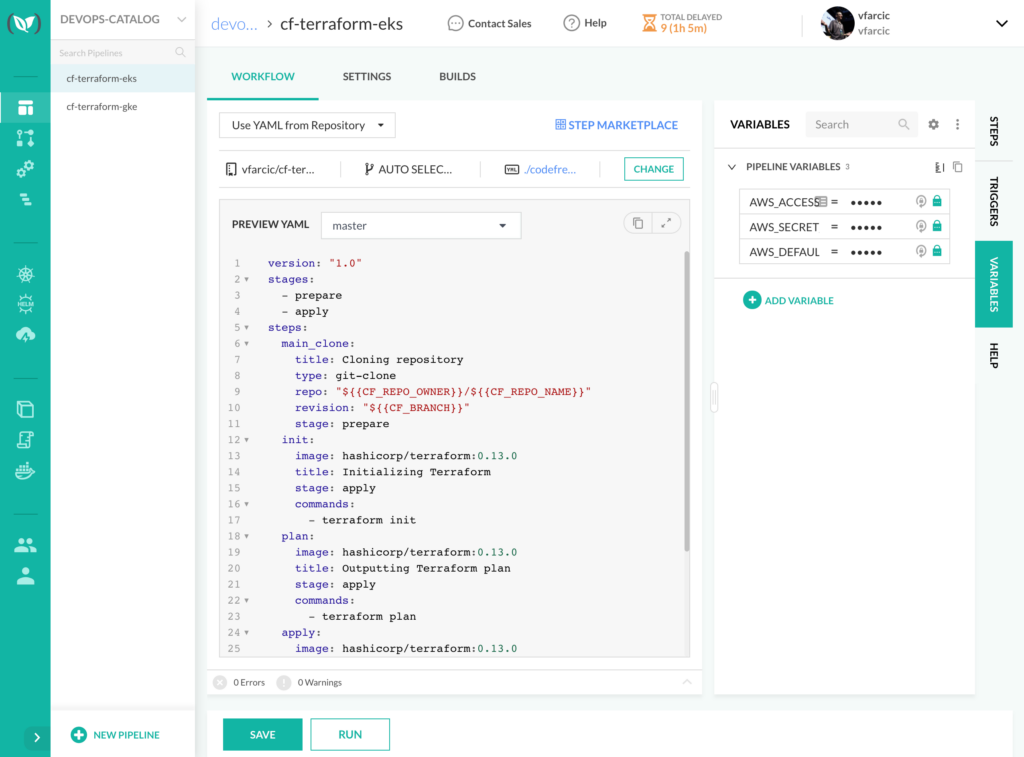 DEVOPS-CATALOG
devo... > cf-terraform-eks
Contact Sales
Help
TOTAL DELAYED
9 (1h 5m)
vfarcic
vfarcic
Search Pipelines
cf-terraform-eks
cf-terraform-gke
HELM
NEW PIPELINE
WORKFLOW
SETTINGS
BUILDS
Use YAML from Repository
STEP MARKETPLACE
vfarcic/cf-ter...
AUTO SELEC...
YML ./codefre...
CHANGE
PREVIEW YAML
master
1 version: "1.0"
2 stages:
3 - prepare
4 - apply
5 steps:
6 main_clone:
7 title: Cloning repository
8 type: git-clone
9 repo: "${{CF_REPO_OWNER}}/${{CF_REPO_NAME}}"
10 revision: "${{CF_BRANCH}}"
11 stage: prepare
12 init:
13 image: hashicorp/terraform:0.13.0
14 title: Initializing Terraform
15 stage: apply
16 commands:
17 - terraform init
18 plan:
19 image: hashicorp/terraform:0.13.0
20 title: Outputting Terraform plan
21 stage: apply
22 commands:
23 - terraform plan
24 apply:
25 image: hashicorp/terraform:0.13.0
0 Errors
0 Warnings
SAVE
RUN
VARIABLES
Search
PIPELINE VARIABLES 3
AWS_ACCESS = •••••
AWS_SECRET = •••••
AWS_DEFAUL = •••••
ADD VARIABLE
STEPS
TRIGGERS
VARIABLES
HELP